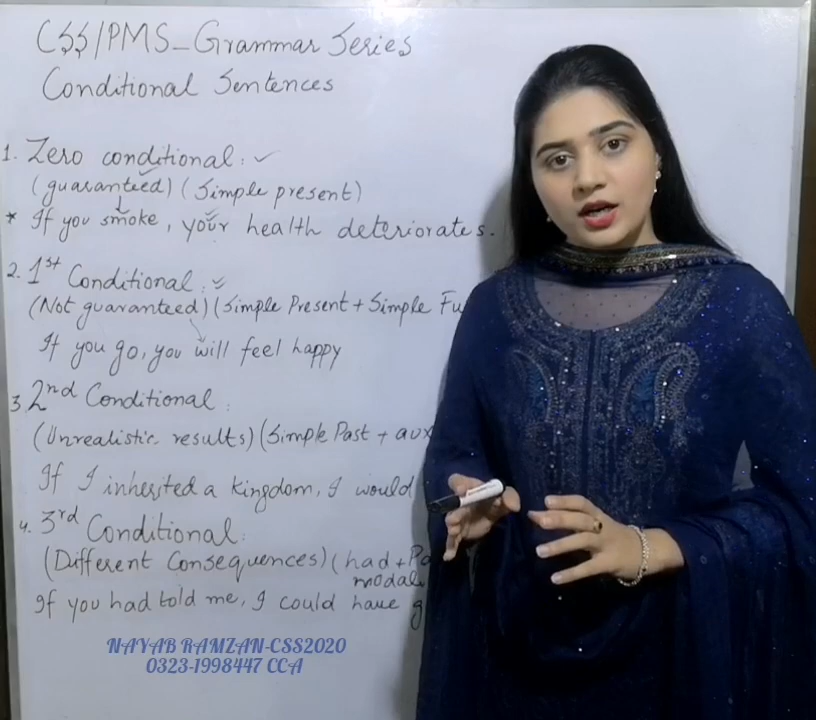 CSS/PMS_Grammar Series
Conditional Sentences
1. Zero conditional:
(guaranteed) (Simple present)
* If you smoke, your health deteriorates.
2. 1st Conditional:
(Not guaranteed) (Simple Present + Simple Fu
If you go, you will feel happy
3. 2nd Conditional:
(Unrealistic results) (Simple Past + aux
If I inherited a kingdom, I would
4. 3rd Conditional:
(Different Consequences) (had + Pa
modal
If you had told me, I could have g
NAYAB RAMZAN-CSS2020
0323-1998447 CCA